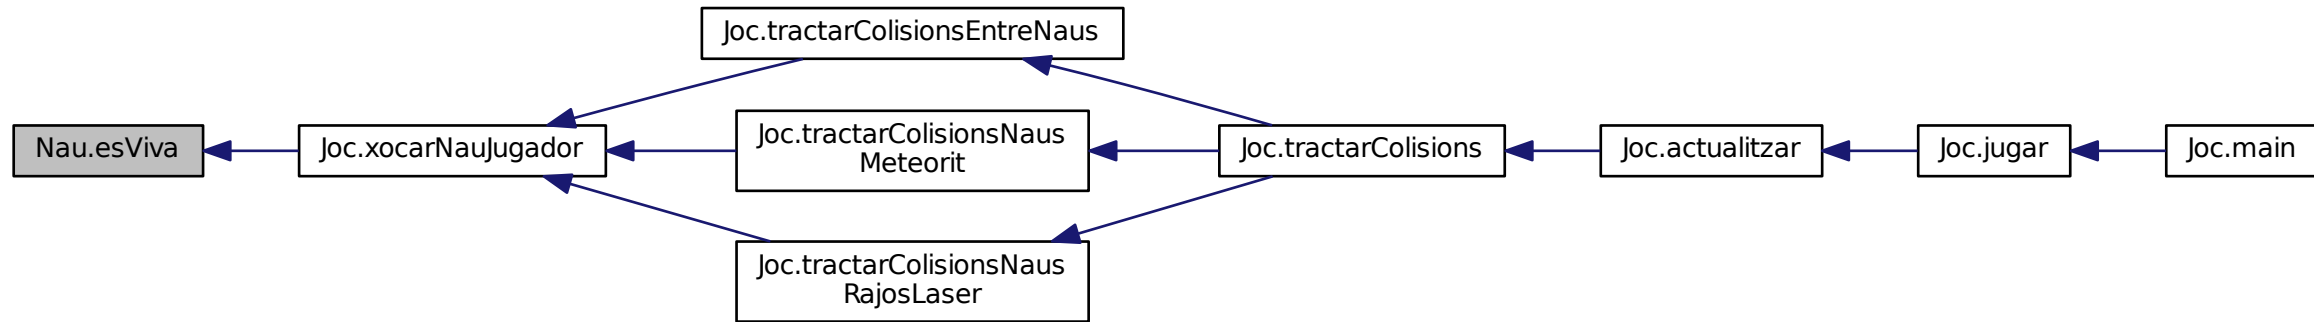 Joc.tractarColisionsEntreNaus
Nau.esViva
Joc.xocarNauJugador
Joc.tractarColisionsNaus
Meteorit
Joc.tractarColisions
Joc.actualitzar
Joc.jugar
Joc.main
Joc.tractarColisionsNaus
RajosLaser